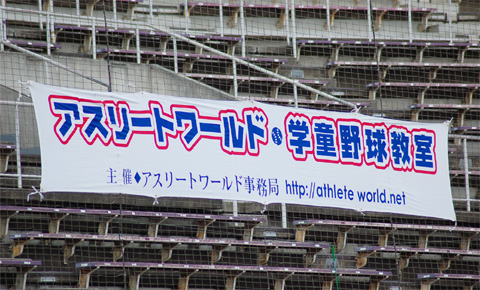 アスリートワールド 学童野球教室
主催◆アスリートワールド事務局 http://athlete world.net